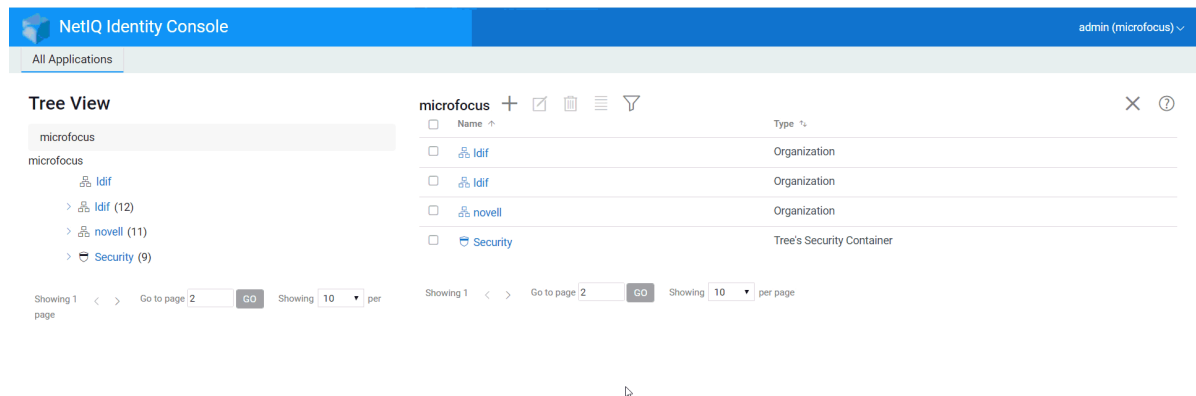 NetIQ Identity Console
admin (microfocus)
All Applications
Tree View
microfocus
microfocus
ldif
ldif (12)
novell (11)
Security (9)
Showing 1 Go to page 2 GO Showing 10 per
page
microfocus
Name Type
ldif Organization
ldif Organization
novell Organization
Security Tree's Security Container
Showing 1 Go to page 2 GO Showing 10 per page